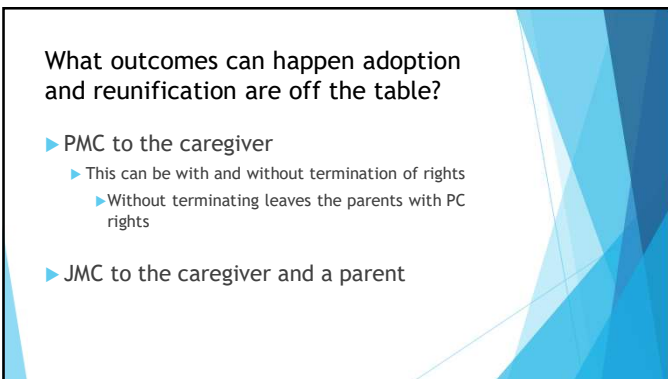 What outcomes can happen adoption
and reunification are off the table?
PMC to the caregiver
This can be with and without termination of rights
Without terminating leaves the parents with PC
rights
JMC to the caregiver and a parent